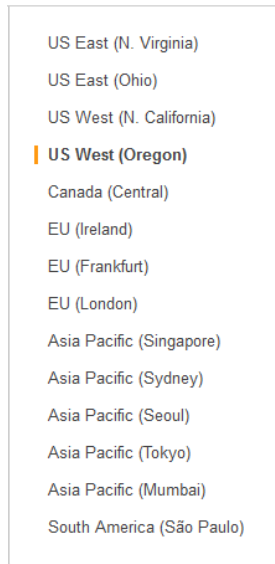 US East (N. Virginia)
US East (Ohio)
US West (N. California)
US West (Oregon)
Canada (Central)
EU (Ireland)
EU (Frankfurt)
EU (London)
Asia Pacific (Singapore)
Asia Pacific (Sydney)
Asia Pacific (Seoul)
Asia Pacific (Tokyo)
Asia Pacific (Mumbai)
South America (São Paulo)